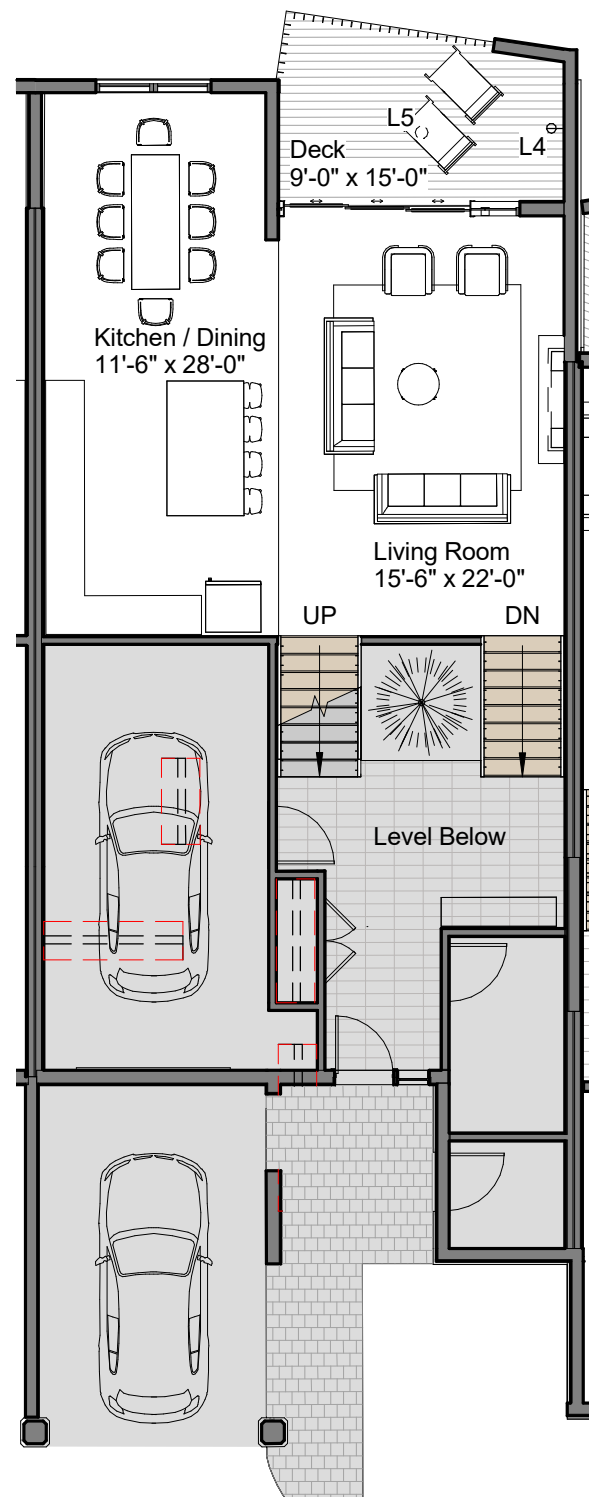 L5
L4
Deck
9'-0" x 15'-0"
Kitchen / Dining
11'-6" x 28'-0"
Living Room
15'-6" x 22'-0"
UP
DN
Level Below